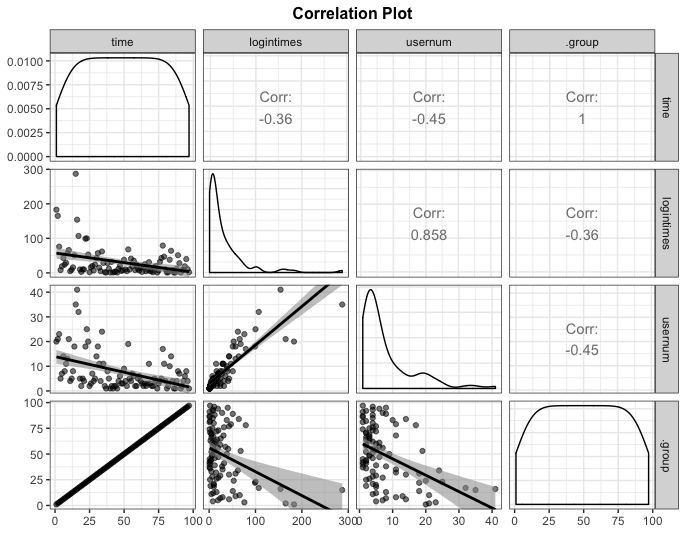 Correlation Plot
time logintimes usernum .group
0.0100
0.0075
0.0050
0.0025
0.0000
Corr:
-0.36
Corr:
-0.45
Corr:
1
time
300
200
100
0
Corr:
0.858
Corr:
-0.36
logintimes
40
30
20
10
0
Corr:
-0.45
usernum
100
75
50
25
0
.group
0 25 50 75 100 0 100 200 300 0 10 20 30 40 0 25 50 75 100